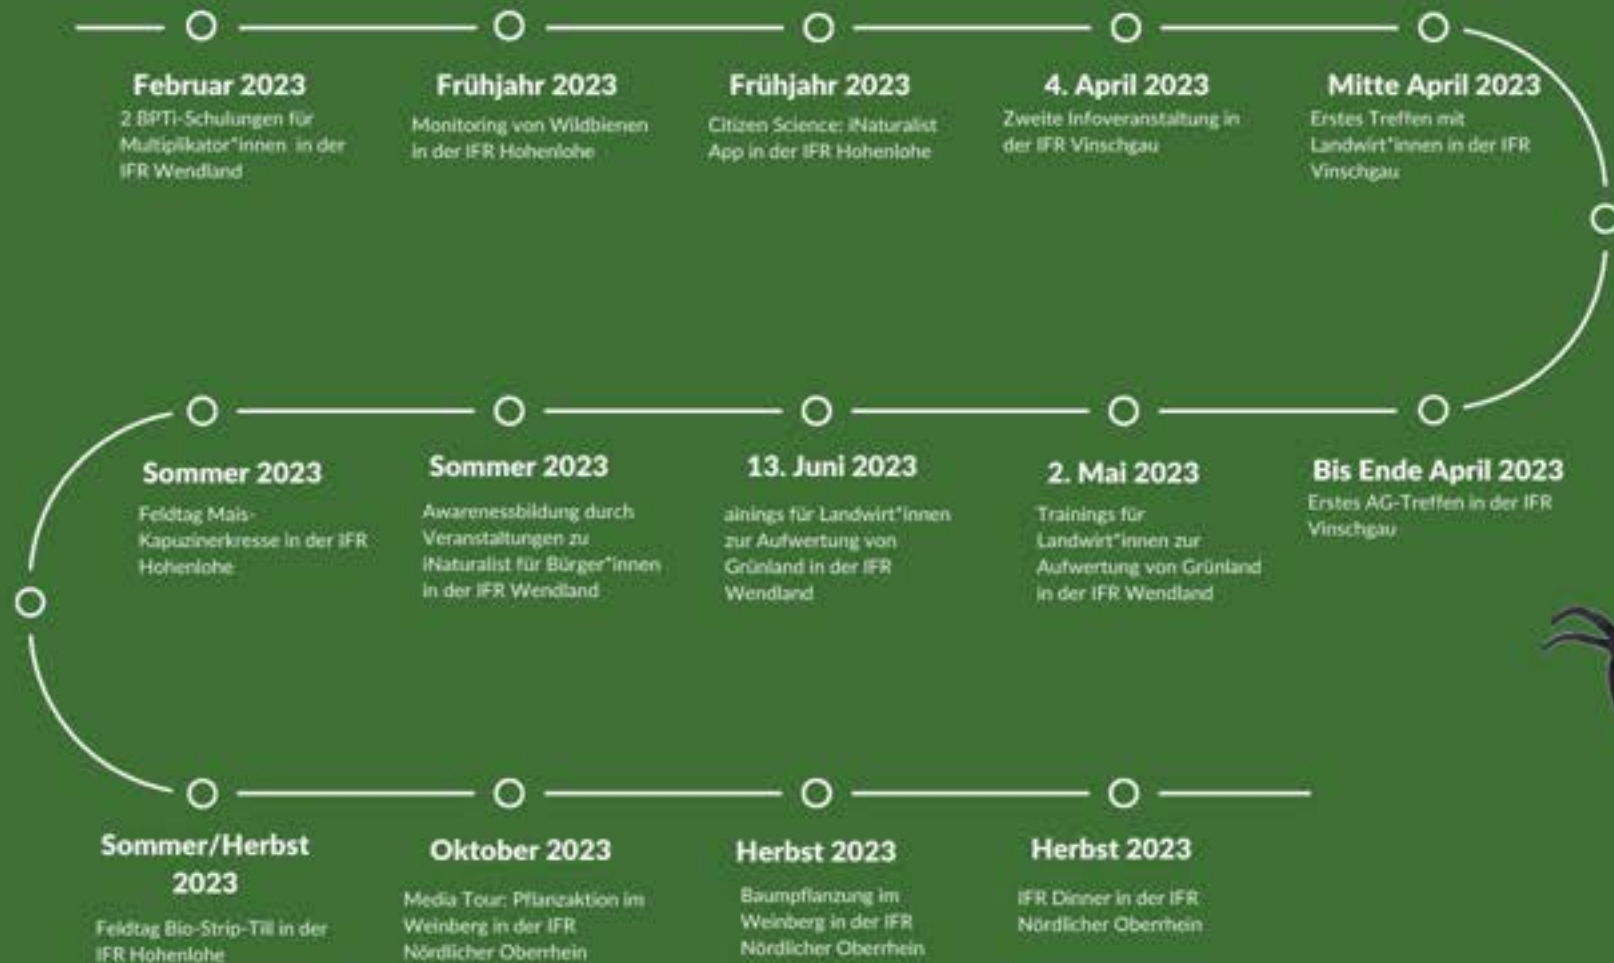 Februar 2023
2 BPTi-Schulungen für
Multiplikator*innen in der
IFR Wendland
Frühjahr 2023
Monitoring von Wildbienen
in der IFR Hohenlohe
Frühjahr 2023
Citizen Science: iNaturalist
App in der IFR Hohenlohe
4. April 2023
Zweite Infoveranstaltung in
der IFR Vinschgau
Mitte April 2023
Erstes Treffen mit
Landwirt*innen in der IFR
Vinschgau
Bis Ende April 2023
Erstes AG-Treffen in der IFR
Vinschgau
2. Mai 2023
Trainings für
Landwirt*innen zur
Aufwertung von Grünland
in der IFR Wendland
13. Juni 2023
ainings für Landwirt*innen
zur Aufwertung von
Grünland in der IFR
Wendland
Sommer 2023
Awarenessbildung durch
Veranstaltungen zu
iNaturalist für Bürger*innen
in der IFR Wendland
Sommer 2023
Feldtag Mais-
Kapuzinerkresse in der IFR
Hohenlohe
Sommer/Herbst
2023
Feldtag Bio-Strip-Till in der
IFR Hohenlohe
Oktober 2023
Media Tour: Pflanzaktion im
Weinberg in der IFR
Nördlicher Oberrhein
Herbst 2023
Baumpflanzung im
Weinberg in der IFR
Nördlicher Oberrhein
Herbst 2023
IFR Dinner in der IFR
Nördlicher Oberrhein